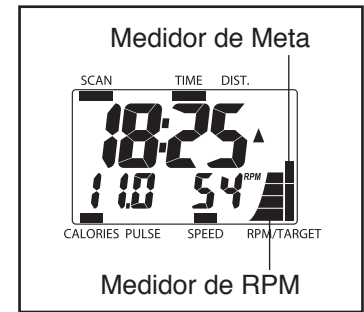 Medidor de Meta
SCAN TIME DIST.
18:25
11.0 54 RPM
CALORIES PULSE SPEED RPM/TARGET
Medidor de RPM